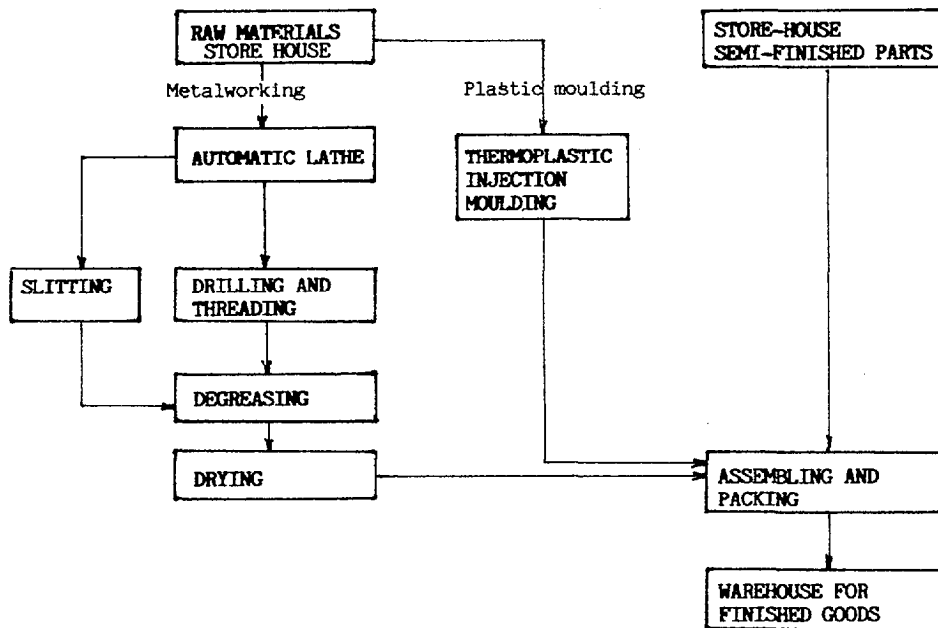 RAW MATERIALS
STORE HOUSE
STORE-HOUSE
SEMI-FINISHED PARTS
Metalworking
Plastic moulding
AUTOMATIC LATHE
THERMOPLASTIC
INJECTION
MOULDING
SLITTING
DRILLING AND
THREADING
DEGREASING
DRYING
ASSEMBLING AND
PACKING
WAREHOUSE FOR
FINISHED GOODS